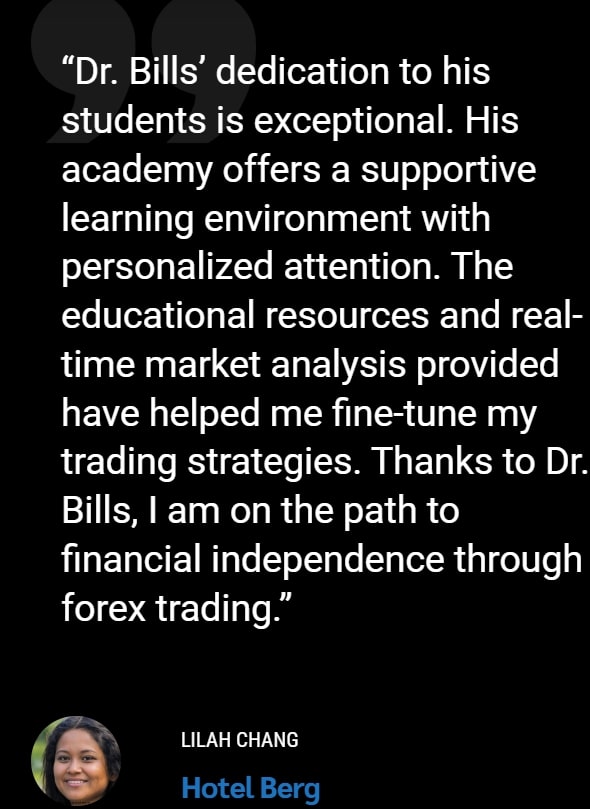 “Dr. Bills’ dedication to his
students is exceptional. His
academy offers a supportive
learning environment with
personalized attention. The
educational resources and real-
time market analysis provided
have helped me fine-tune my
trading strategies. Thanks to Dr.
Bills, I am on the path to
financial independence through
forex trading.”
LILAH CHANG
Hotel Berg